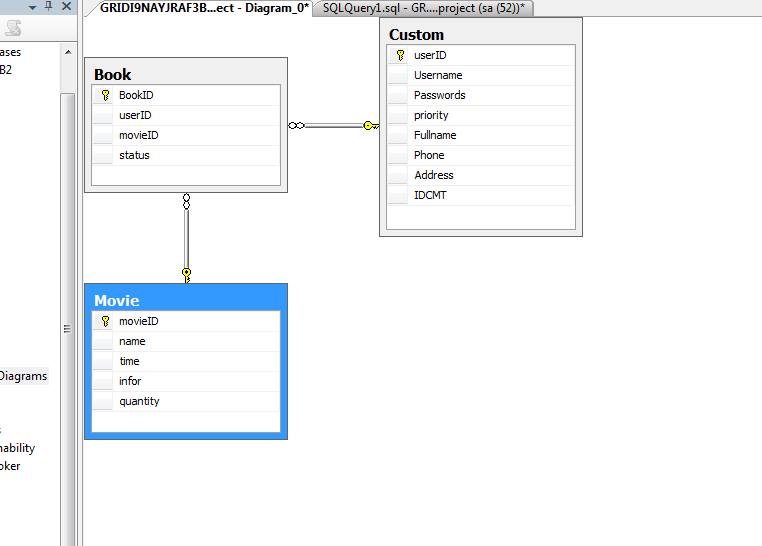 GRIDI9NAYJRAF3B...ect - Diagram_0*
SQLQuery1.sql - GR....project (sa (52))*
ases
B2
Diagrams
nability
oker
Book
BookID
userID
movieID
status
Custom
userID
Username
Passwords
priority
Fullname
Phone
Address
IDCMT
Movie
movieID
name
time
infor
quantity